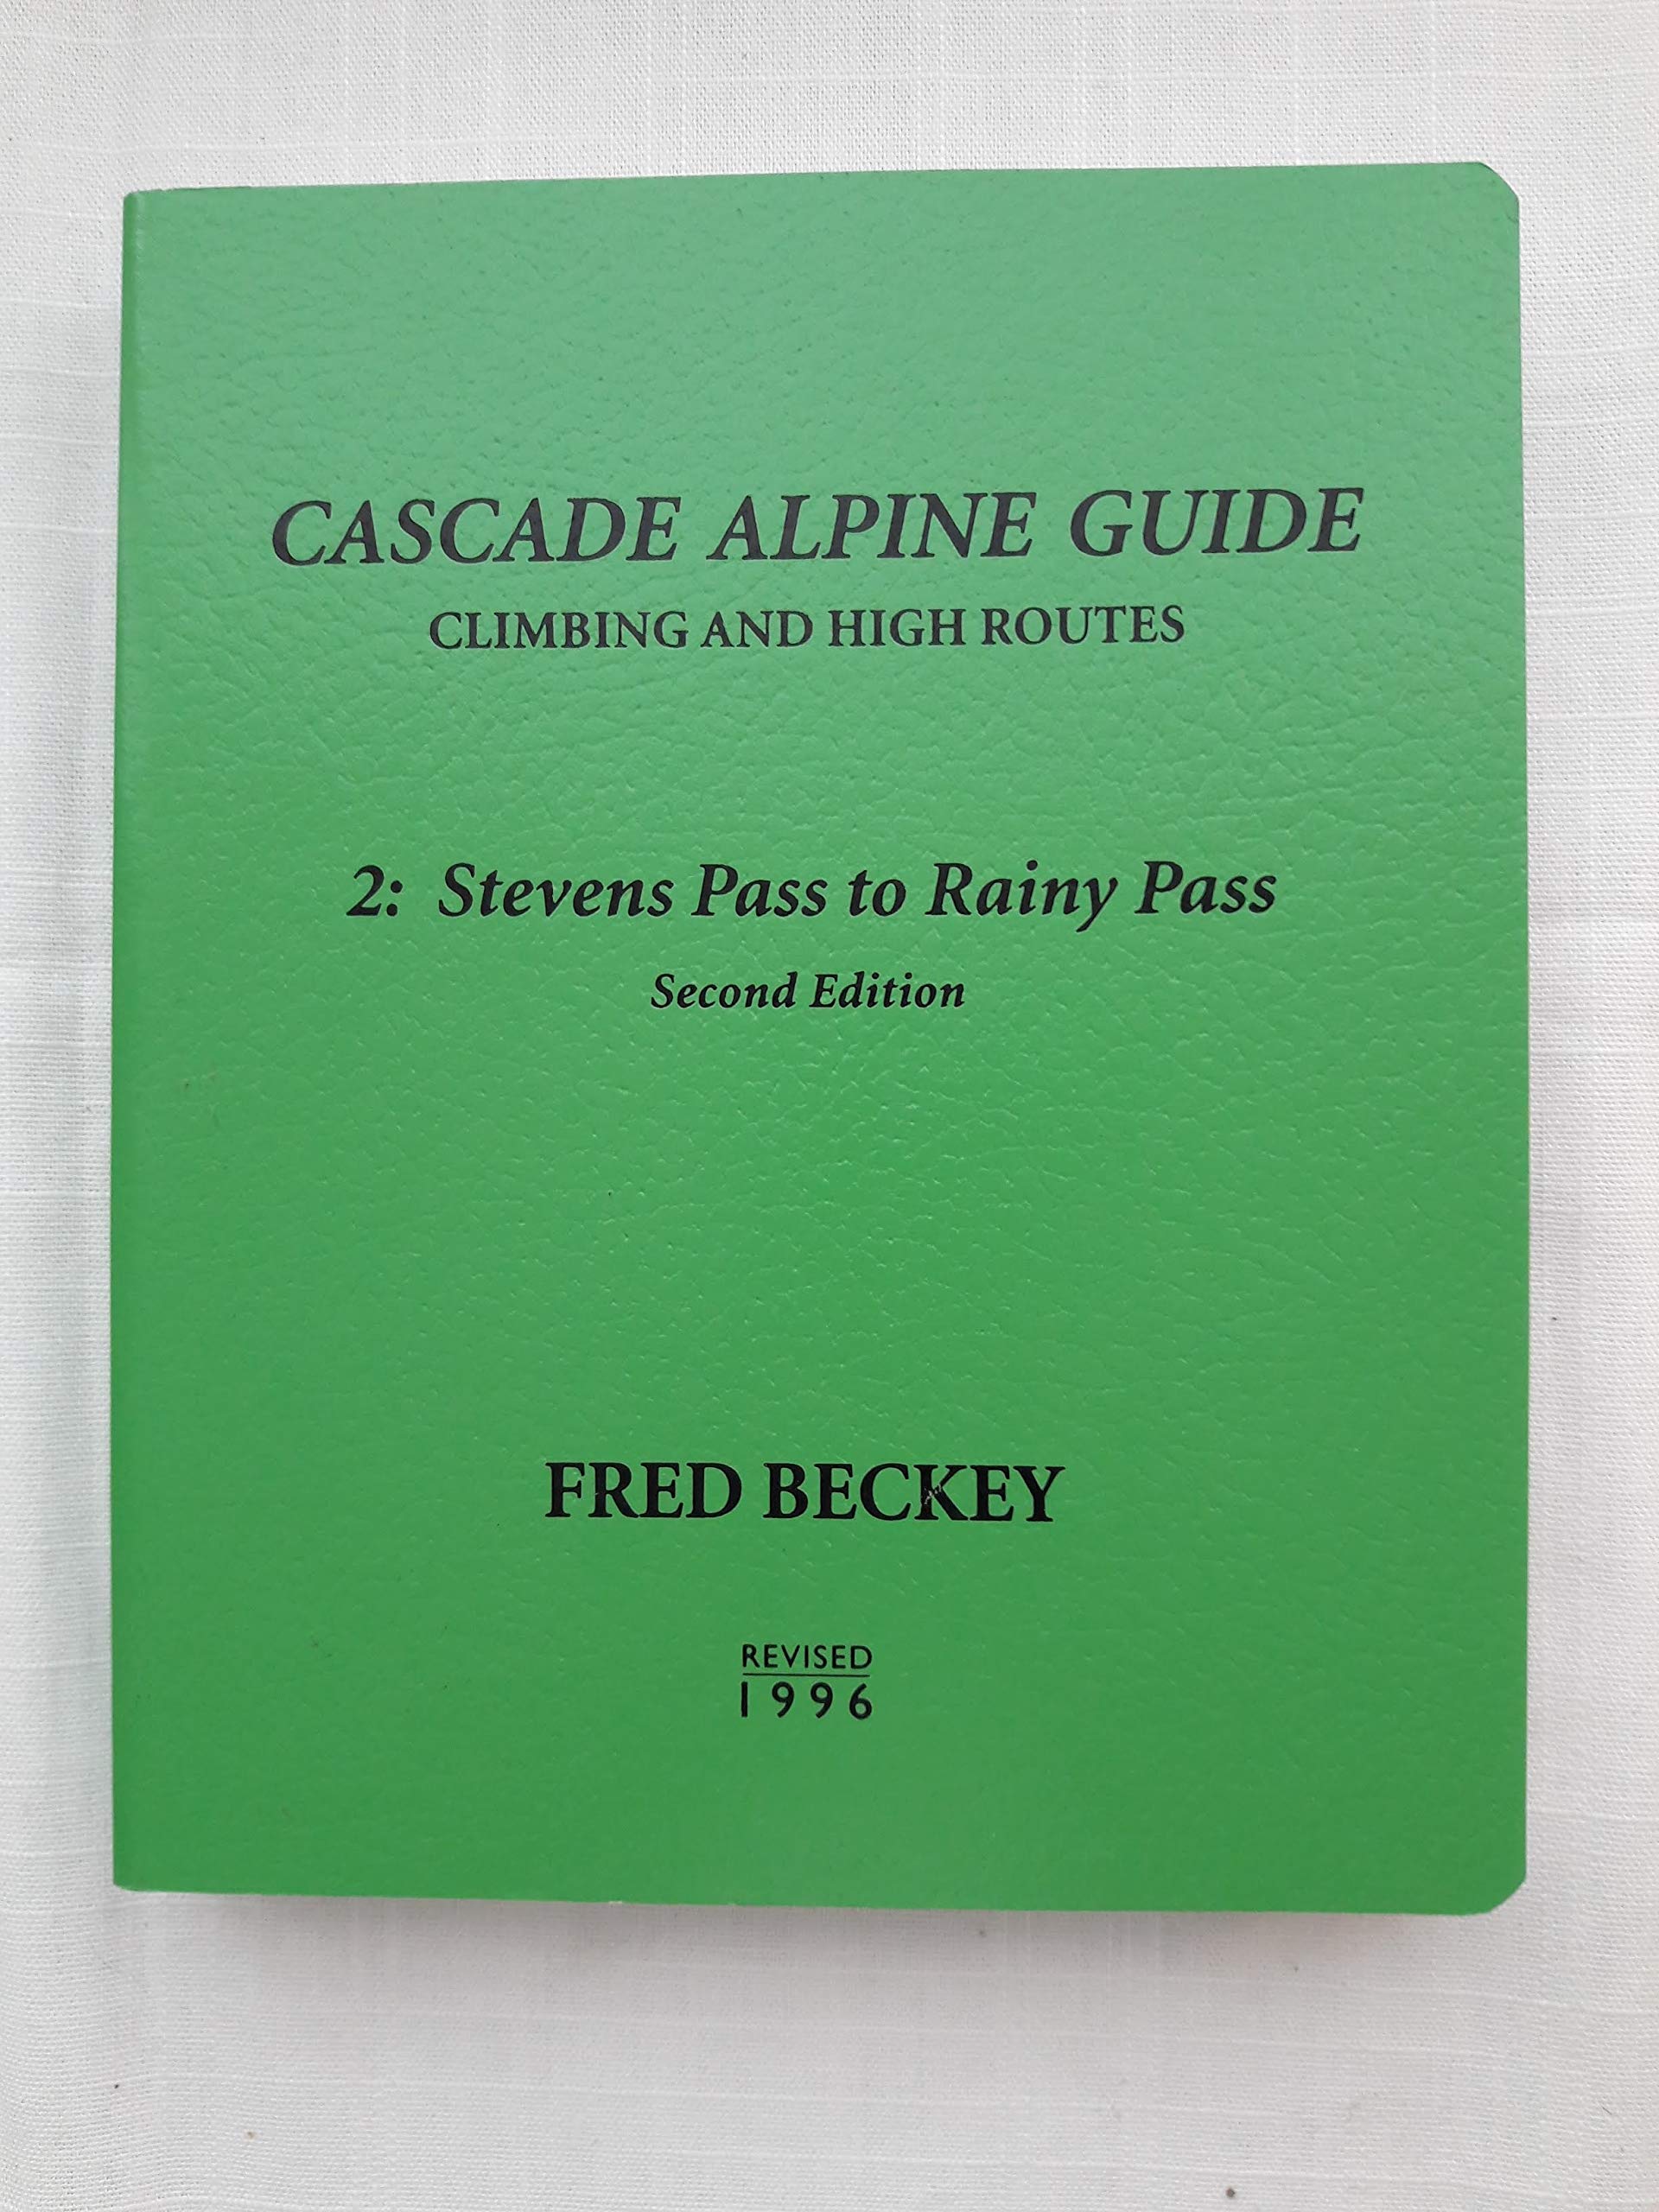 CASCADE ALPINE GUIDE
CLIMBING AND HIGH ROUTES
2: Stevens Pass to Rainy Pass
Second Edition
FRED BECKEY
REVISED
1996